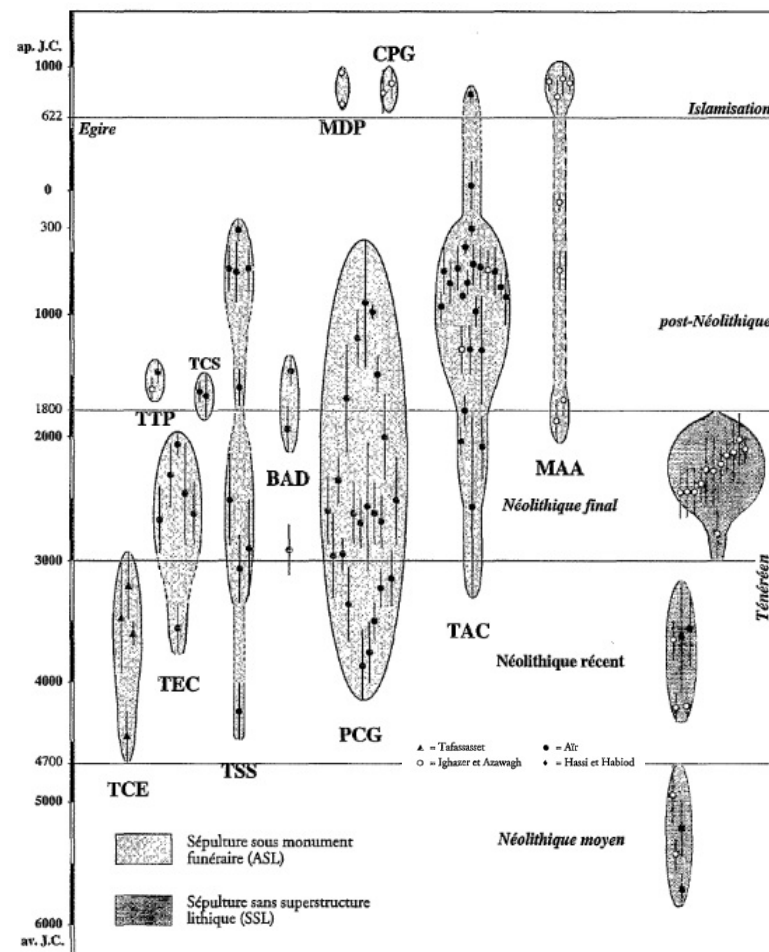 ap. J.C.
1000
622
0
300
1000
1800
2000
3000
4000
4700
5000
6000
av. J.C.
CPG
MDP
Egire
Islamisation
post-Néolithique
TTP
TCS
BAD
MAA
Néolithique final
Ténéréen
TEC
TAC
Néolithique récent
TCE
TSS
PCG
▲ = Tafassasset
● = Aïr
○ = Ighazer et Azawagh
♦ = Hassi et Habiod
Néolithique moyen
Sépulture sous monument
funéraire (ASL)
Sépulture sans superstructure
lithique (SSL)